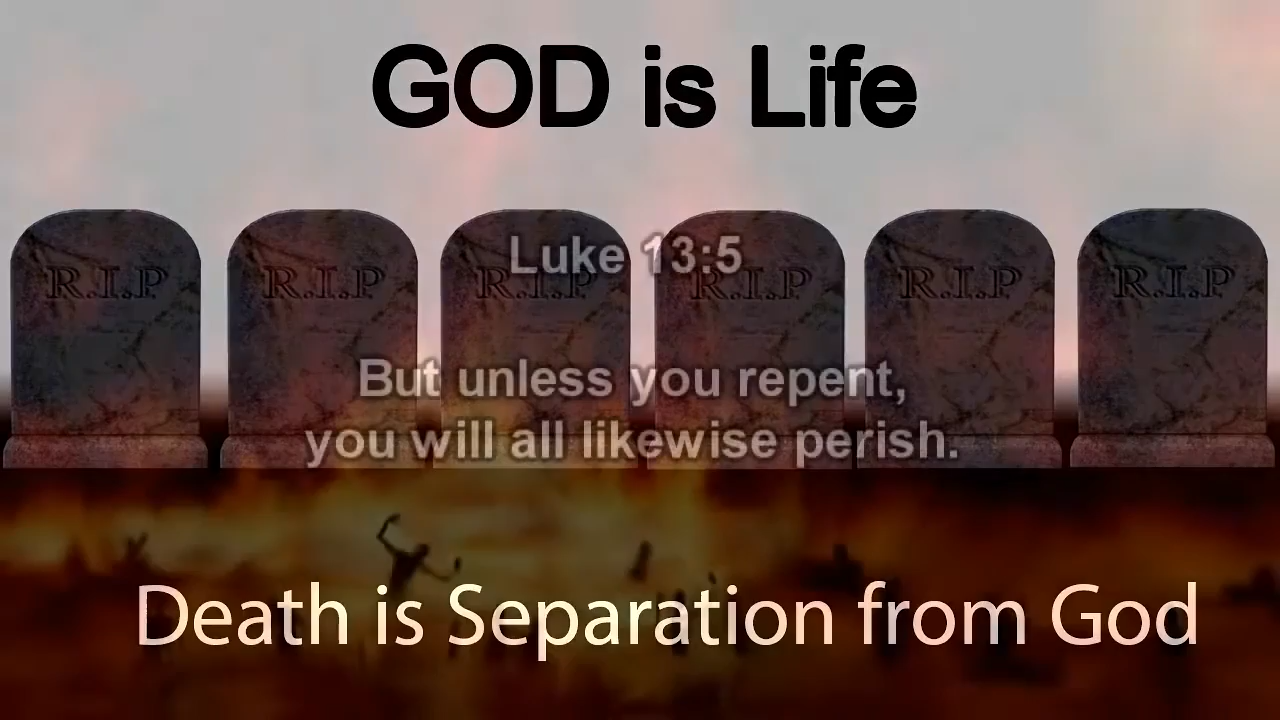 GOD is Life
R.I.P R.I.P R.I.P R.I.P R.I.P R.I.P
Luke 13:5
But unless you repent,
you will all likewise perish.
Death is Separation from God